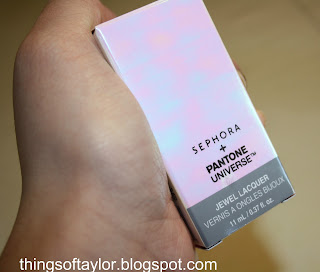 SEPHORA
+
PANTONE
UNIVERSE™
JEWEL LACQUER
VERNIS À ONGLES BIJOUX
11 mL / 0.37 fl. oz.
thingsoftaylor.blogspot.com